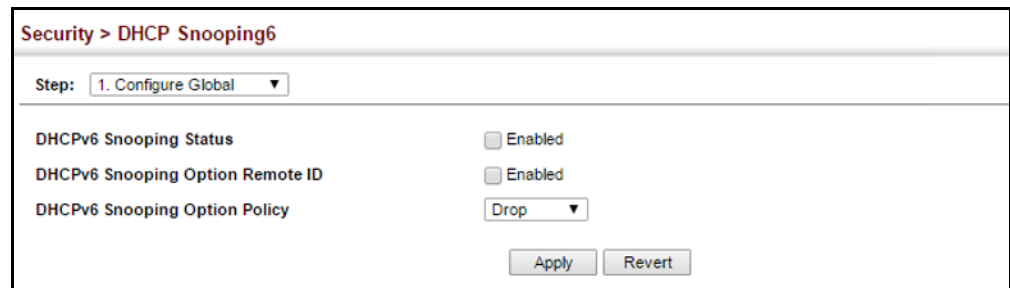 Security > DHCP Snooping6
Step: 1. Configure Global
DHCPv6 Snooping Status Enabled
DHCPv6 Snooping Option Remote ID Enabled
DHCPv6 Snooping Option Policy Drop
Apply Revert